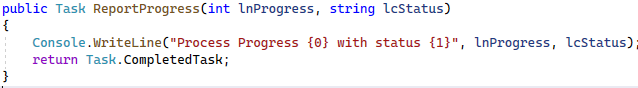 public Task ReportProgress(int lnProgress, string lcStatus)
{
    Console.WriteLine("Process Progress {0} with status {1}", lnProgress, lcStatus);
    return Task.CompletedTask;
}